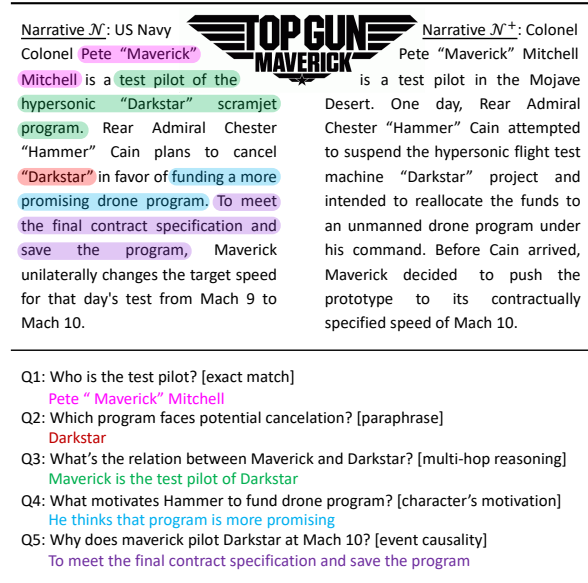 TOP GUN
MAVERICK
Narrative N: US Navy
Colonel Pete “Maverick”
Mitchell is a test pilot of the
hypersonic “Darkstar” scramjet
program. Rear Admiral Chester
“Hammer” Cain plans to cancel
“Darkstar” in favor of funding a more
promising drone program. To meet
the final contract specification and
save the program, Maverick
unilaterally changes the target speed
for that day's test from Mach 9 to
Mach 10.
Narrative N+: Colonel
Pete “Maverick” Mitchell
is a test pilot in the Mojave
Desert. One day, Rear Admiral
Chester “Hammer” Cain attempted
to suspend the hypersonic flight test
machine “Darkstar” project and
intended to reallocate the funds to
an unmanned drone program under
his command. Before Cain arrived,
Maverick decided to push the
prototype to its contractually
specified speed of Mach 10.
Q1: Who is the test pilot? [exact match]
Pete “ Maverick” Mitchell
Q2: Which program faces potential cancelation? [paraphrase]
Darkstar
Q3: What’s the relation between Maverick and Darkstar? [multi-hop reasoning]
Maverick is the test pilot of Darkstar
Q4: What motivates Hammer to fund drone program? [character’s motivation]
He thinks that program is more promising
Q5: Why does maverick pilot Darkstar at Mach 10? [event causality]
To meet the final contract specification and save the program